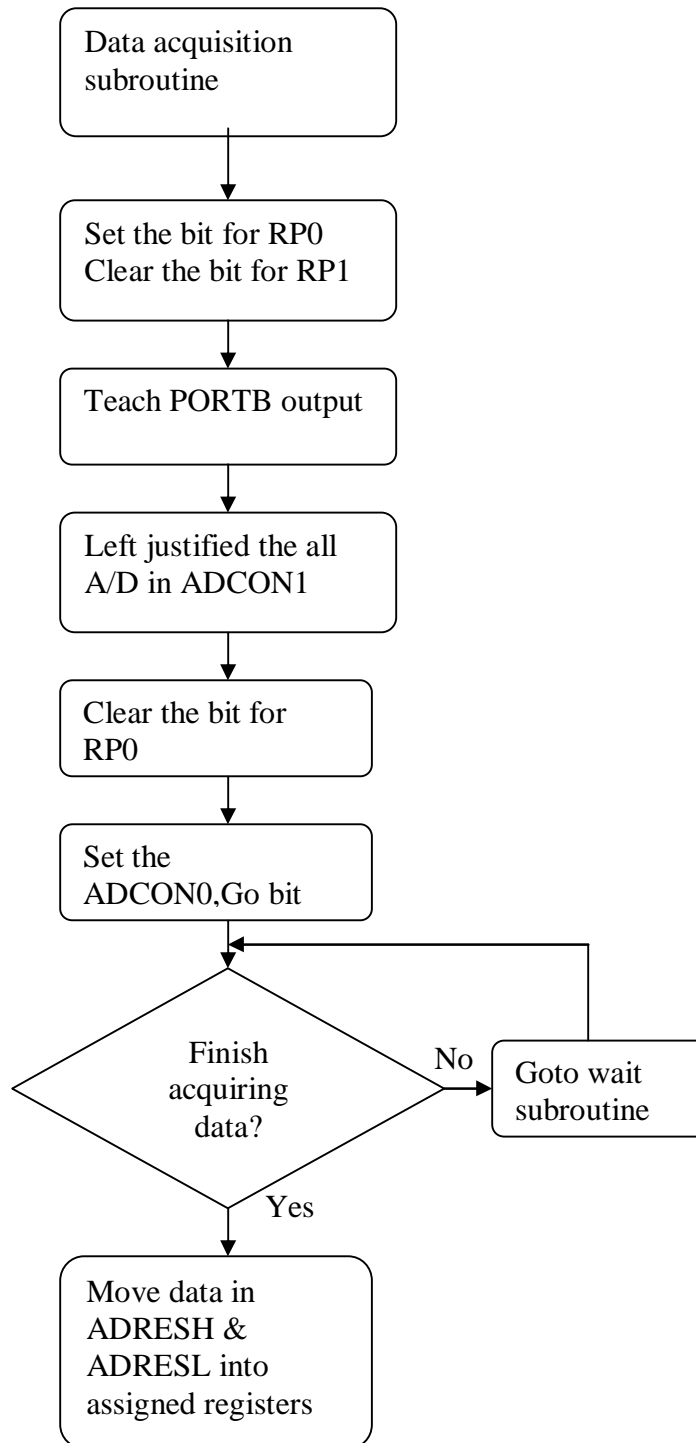 Data acquisition
subroutine
Set the bit for RP0
Clear the bit for RP1
Teach PORTB output
Left justified the all
A/D in ADCON1
Clear the bit for
RP0
Set the
ADCON0,Go bit
Finish
acquiring
data?
No
Goto wait
subroutine
Yes
Move data in
ADRESH &
ADRESL into
assigned registers